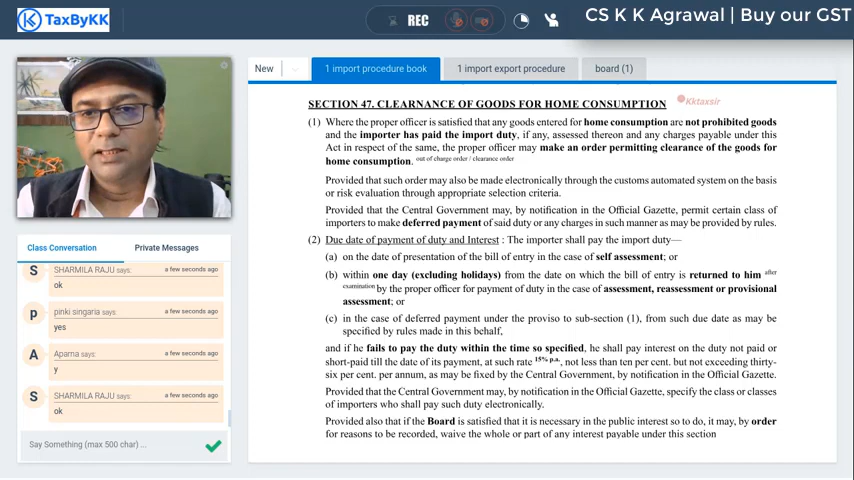 TaxByKK
REC
CS K K Agrawal | Buy our GST
New
1 import procedure book
1 import export procedure
board (1)
SECTION 47. CLEARNANCE OF GOODS FOR HOME CONSUMPTION
Kktaxsir
(1) Where the proper officer is satisfied that any goods entered for home consumption are not prohibited goods
and the importer has paid the import duty, if any, assessed thereon and any charges payable under this
Act in respect of the same, the proper officer may make an order permitting clearance of the goods for
home consumption. out of charge order / clearance order
Provided that such order may also be made electronically through the customs automated system on the basis
or risk evaluation through appropriate selection criteria.
Provided that the Central Government may, by notification in the Official Gazette, permit certain class of
importers to make deferred payment of said duty or any charges in such manner as may be provided by rules.
(2) Due date of payment of duty and Interest : The importer shall pay the import duty—
(a) on the date of presentation of the bill of entry in the case of self assessment; or
(b) within one day (excluding holidays) from the date on which the bill of entry is returned to him after
examination by the proper officer for payment of duty in the case of assessment, reassessment or provisional
assessment; or
(c) in the case of deferred payment under the proviso to sub-section (1), from such due date as may be
specified by rules made in this behalf,
and if he fails to pay the duty within the time so specified, he shall pay interest on the duty not paid or
short-paid till the date of its payment, at such rate 15% p.a. not less than ten per cent. but not exceeding thirty-
six per cent. per annum, as may be fixed by the Central Government, by notification in the Official Gazette.
Provided that the Central Government may, by notification in the Official Gazette, specify the class or classes
of importers who shall pay such duty electronically.
Provided also that if the Board is satisfied that it is necessary in the public interest so to do, it may, by order
for reasons to be recorded, waive the whole or part of any interest payable under this section
Class Conversation
Private Messages
S
SHARMILA RAJU says:
a few seconds ago
ok
p
pinki singaria says:
a few seconds ago
yes
A
Aparna says:
a few seconds ago
y
S
SHARMILA RAJU says:
a few seconds ago
ok
Say Something (max 500 char) ...